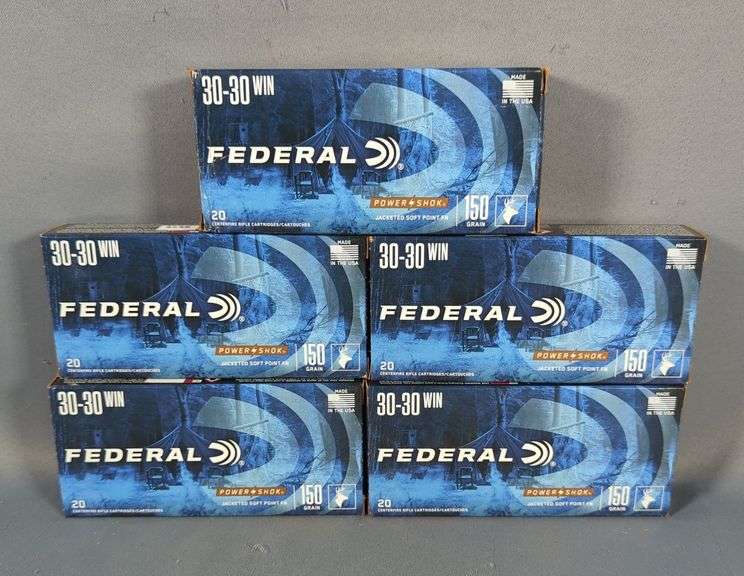 30-30 WIN
MADE
IN THE USA
FEDERAL
®
POWER SHOK®
20
CENTERFIRE RIFLE CARTRIDGES/CARTOUCHES
JACKETED SOFT POINT FN
150
GRAIN
30-30 WIN
MADE
IN THE USA
FEDERAL
®
POWER SHOK®
20
CENTERFIRE RIFLE CARTRIDGES/CARTOUCHES
JACKETED SOFT POINT FN
150
GRAIN
30-30 WIN
MADE
IN THE USA
FEDERAL
®
POWER SHOK®
20
CENTERFIRE RIFLE CARTRIDGES/CARTOUCHES
JACKETED SOFT POINT FN
150
GRAIN
30-30 WIN
MADE
IN THE USA
FEDERAL
®
POWER SHOK®
20
CENTERFIRE RIFLE CARTRIDGES/CARTOUCHES
JACKETED SOFT POINT FN
150
GRAIN
30-30 WIN
MADE
IN THE USA
FEDERAL
®
POWER SHOK®
20
CENTERFIRE RIFLE CARTRIDGES/CARTOUCHES
JACKETED SOFT POINT FN
150
GRAIN